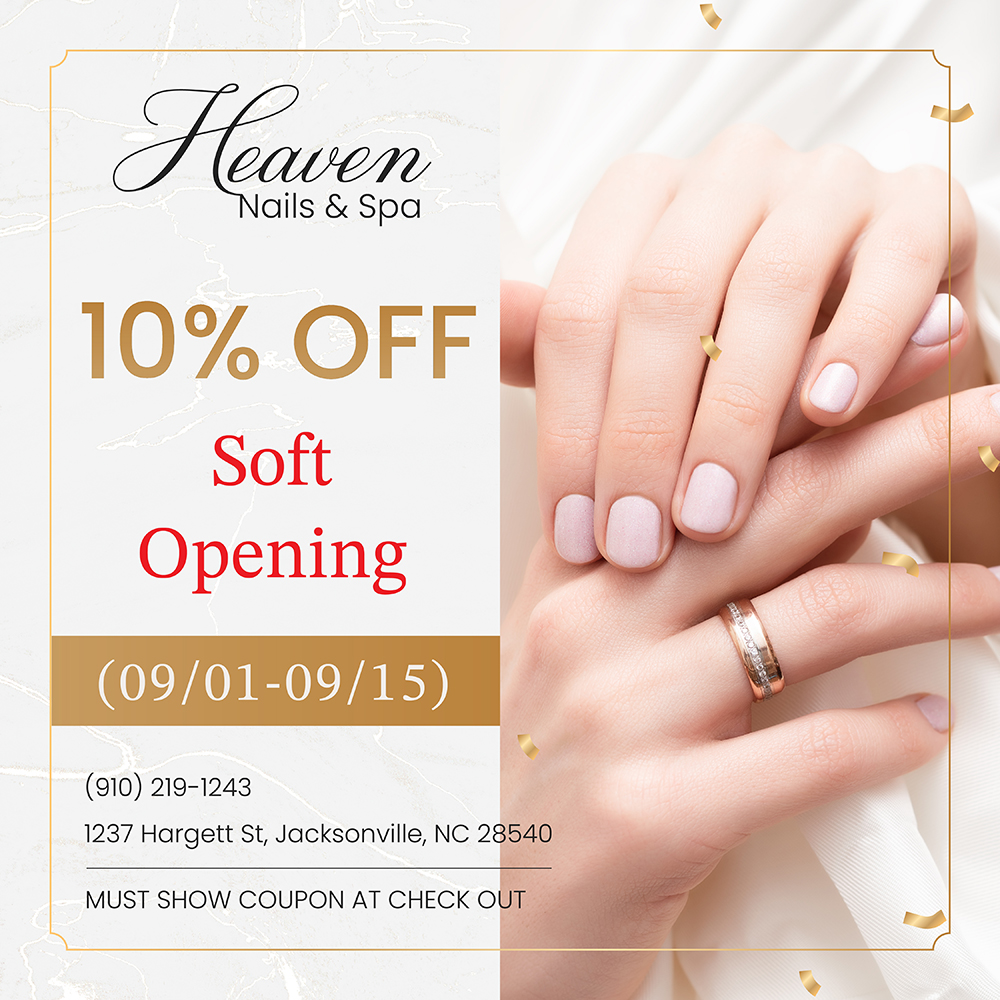 Heaven
Nails & Spa
10% OFF
Soft
Opening
(09/01-09/15)
(910) 219-1243
1237 Hargett St, Jacksonville, NC 28540
MUST SHOW COUPON AT CHECK OUT